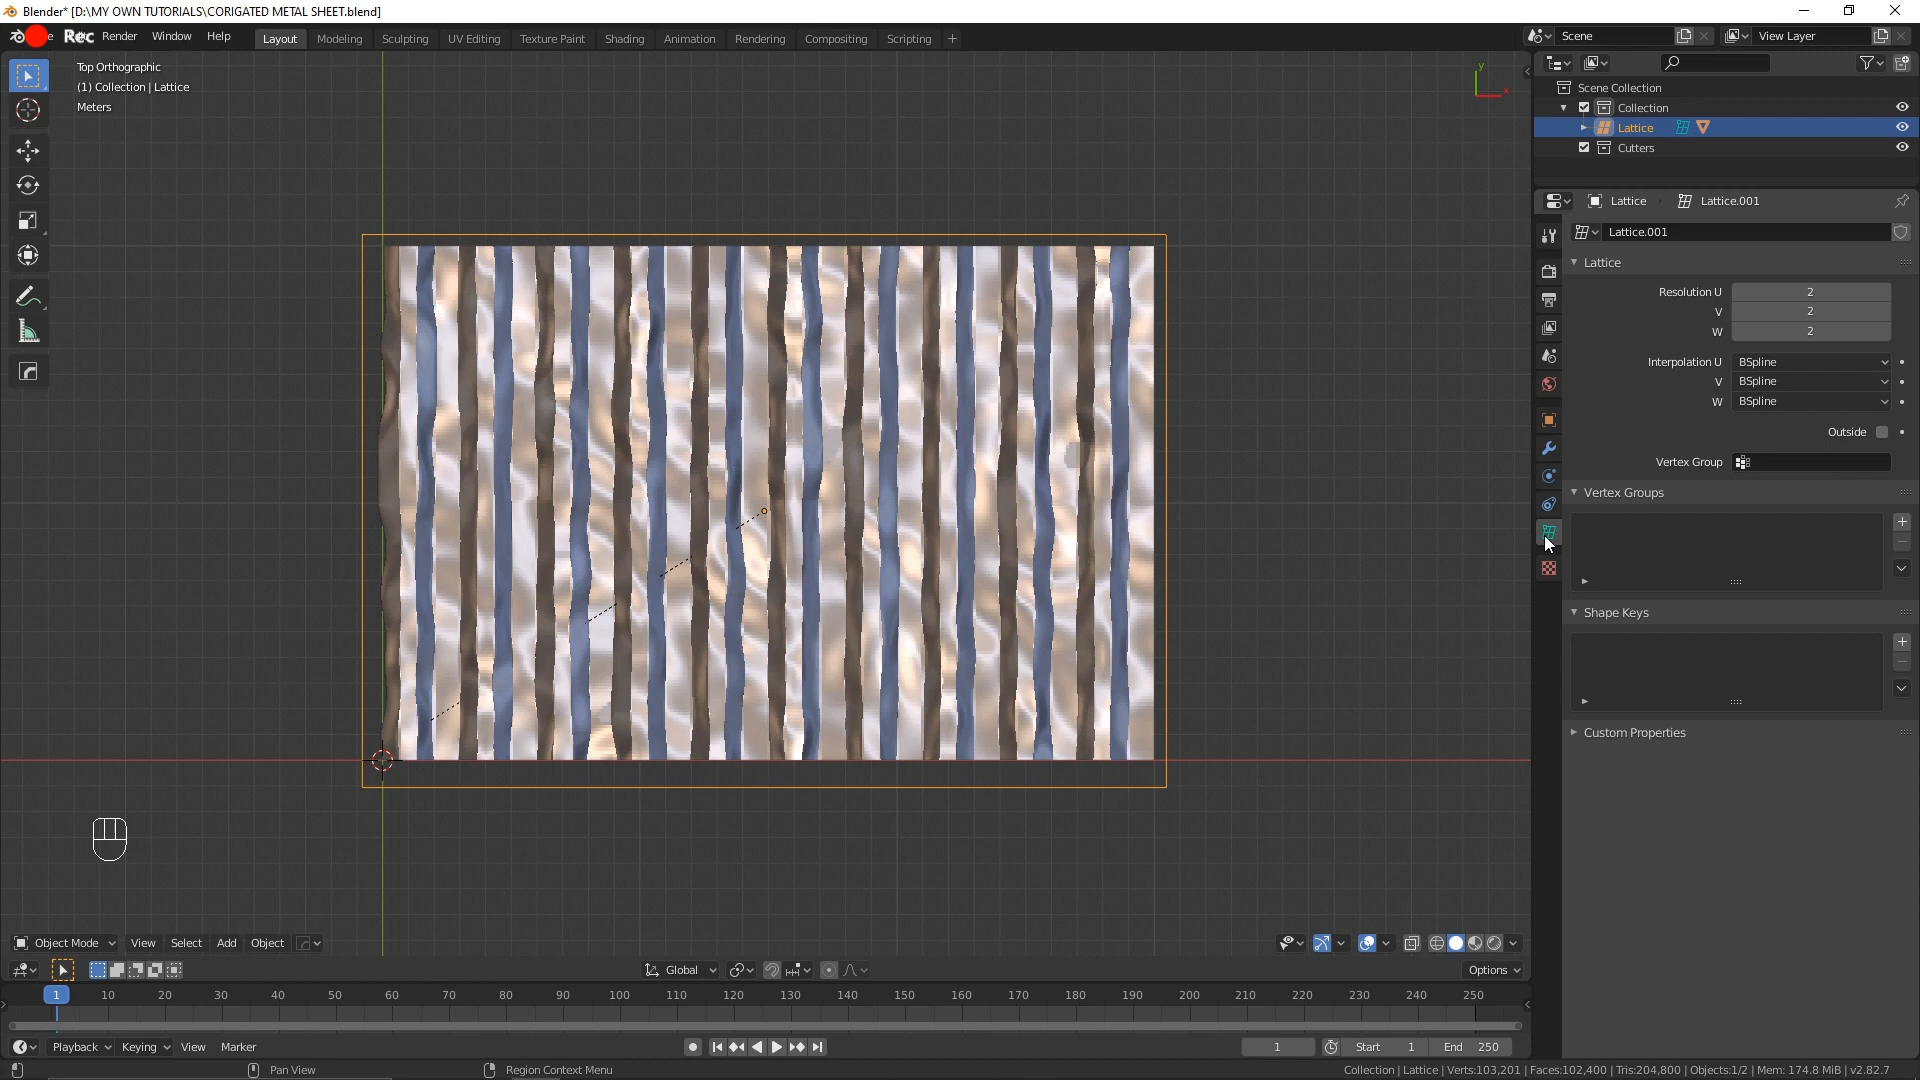 Blender* [D:\MY OWN TUTORIALS\CORIGATED METAL SHEET.blend]
Rec Render Window Help Layout Modeling Sculpting UV Editing Texture Paint Shading Animation Rendering Compositing Scripting + Scene View Layer
Top Orthographic
(1) Collection | Lattice
Meters
y
x
Scene Collection
Collection
Lattice
Cutters
Lattice Lattice.001
Lattice.001
Lattice
Resolution U 2
V 2
W 2
Interpolation U BSpline
V BSpline
W BSpline
Outside
Vertex Group
Vertex Groups
Shape Keys
Custom Properties
Object Mode View Select Add Object
Global Options
1 10 20 30 40 50 60 70 80 90 100 110 120 130 140 150 160 170 180 190 200 210 220 230 240 250
Playback Keying View Marker 1 Start 1 End 250
Pan View Region Context Menu Collection | Lattice | Verts:103,201 | Faces:102,400 | Tris:204,800 | Objects:1/2 | Mem: 174.8 MiB | v2.82.7